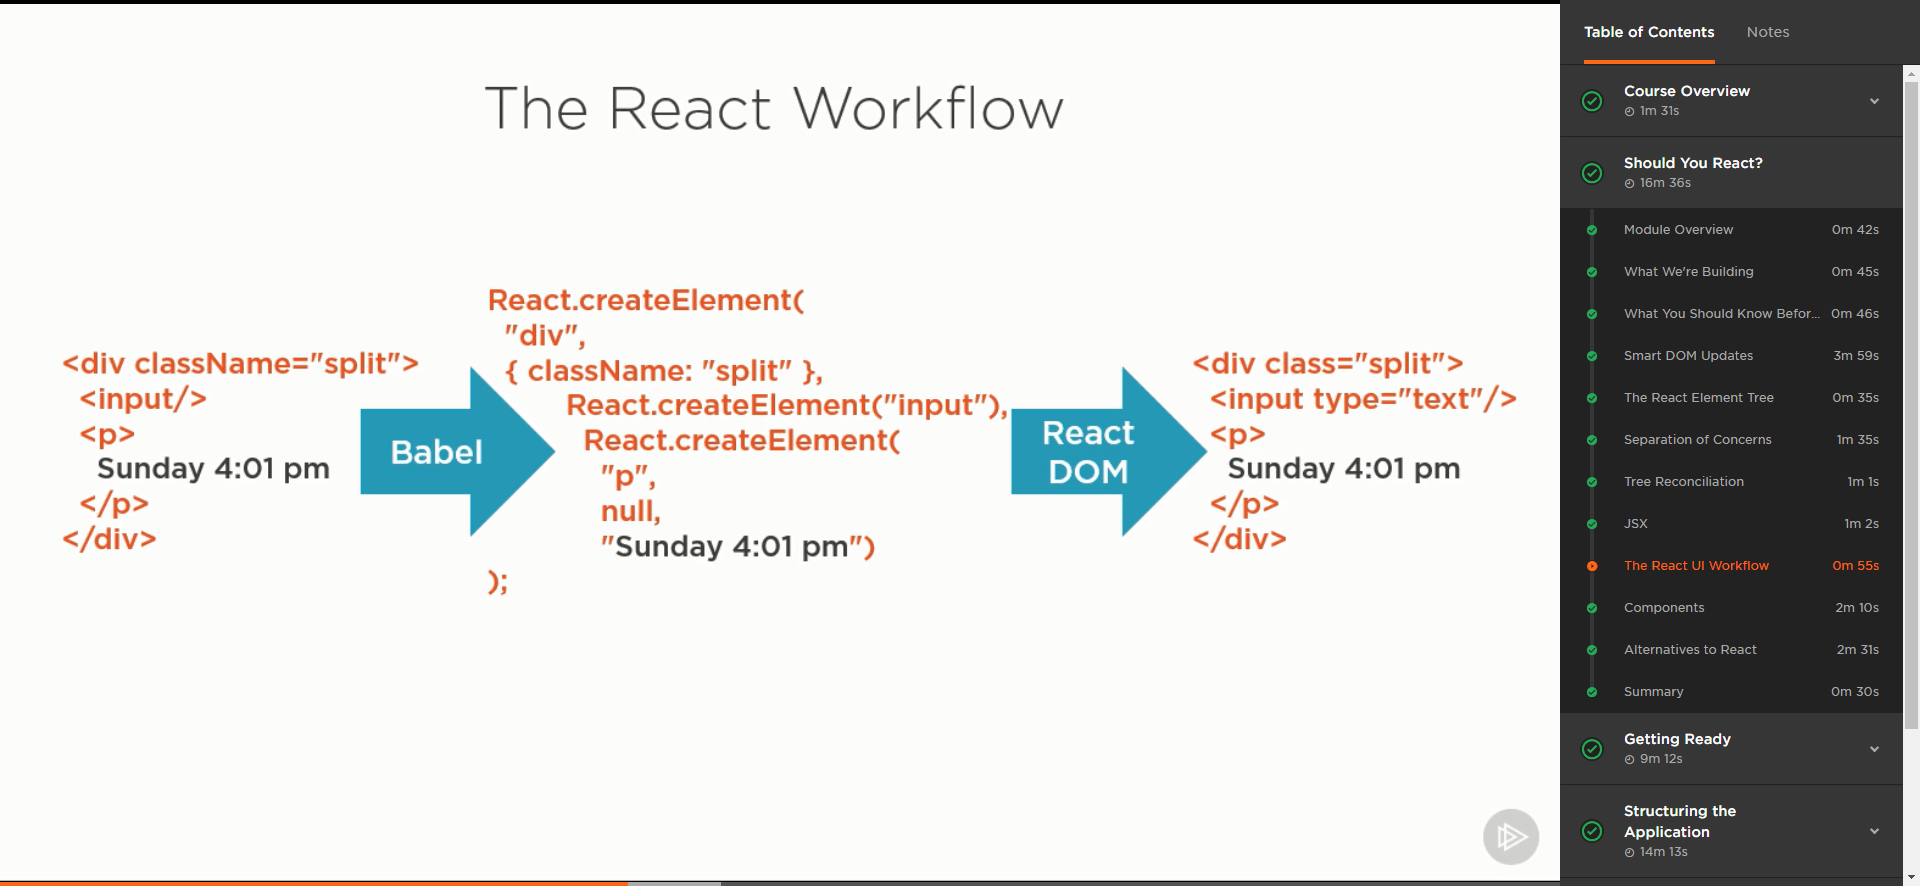 The React Workflow
<div className="split">
<input/>
<p>
Sunday 4:01 pm
</p>
</div>
Babel
React.createElement(
"div",
{ className: "split" },
React.createElement("input"),
React.createElement(
"p",
null,
"Sunday 4:01 pm")
);
React
DOM
<div class="split">
<input type="text"/>
<p>
Sunday 4:01 pm
</p>
</div>
Table of Contents Notes
Course Overview
1m 31s
Should You React?
16m 36s
Module Overview 0m 42s
What We're Building 0m 45s
What You Should Know Befor... 0m 46s
Smart DOM Updates 3m 59s
The React Element Tree 0m 35s
Separation of Concerns 1m 35s
Tree Reconciliation 1m 1s
JSX 1m 2s
The React UI Workflow 0m 55s
Components 2m 10s
Alternatives to React 2m 31s
Summary 0m 30s
Getting Ready
9m 12s
Structuring the
Application
14m 13s